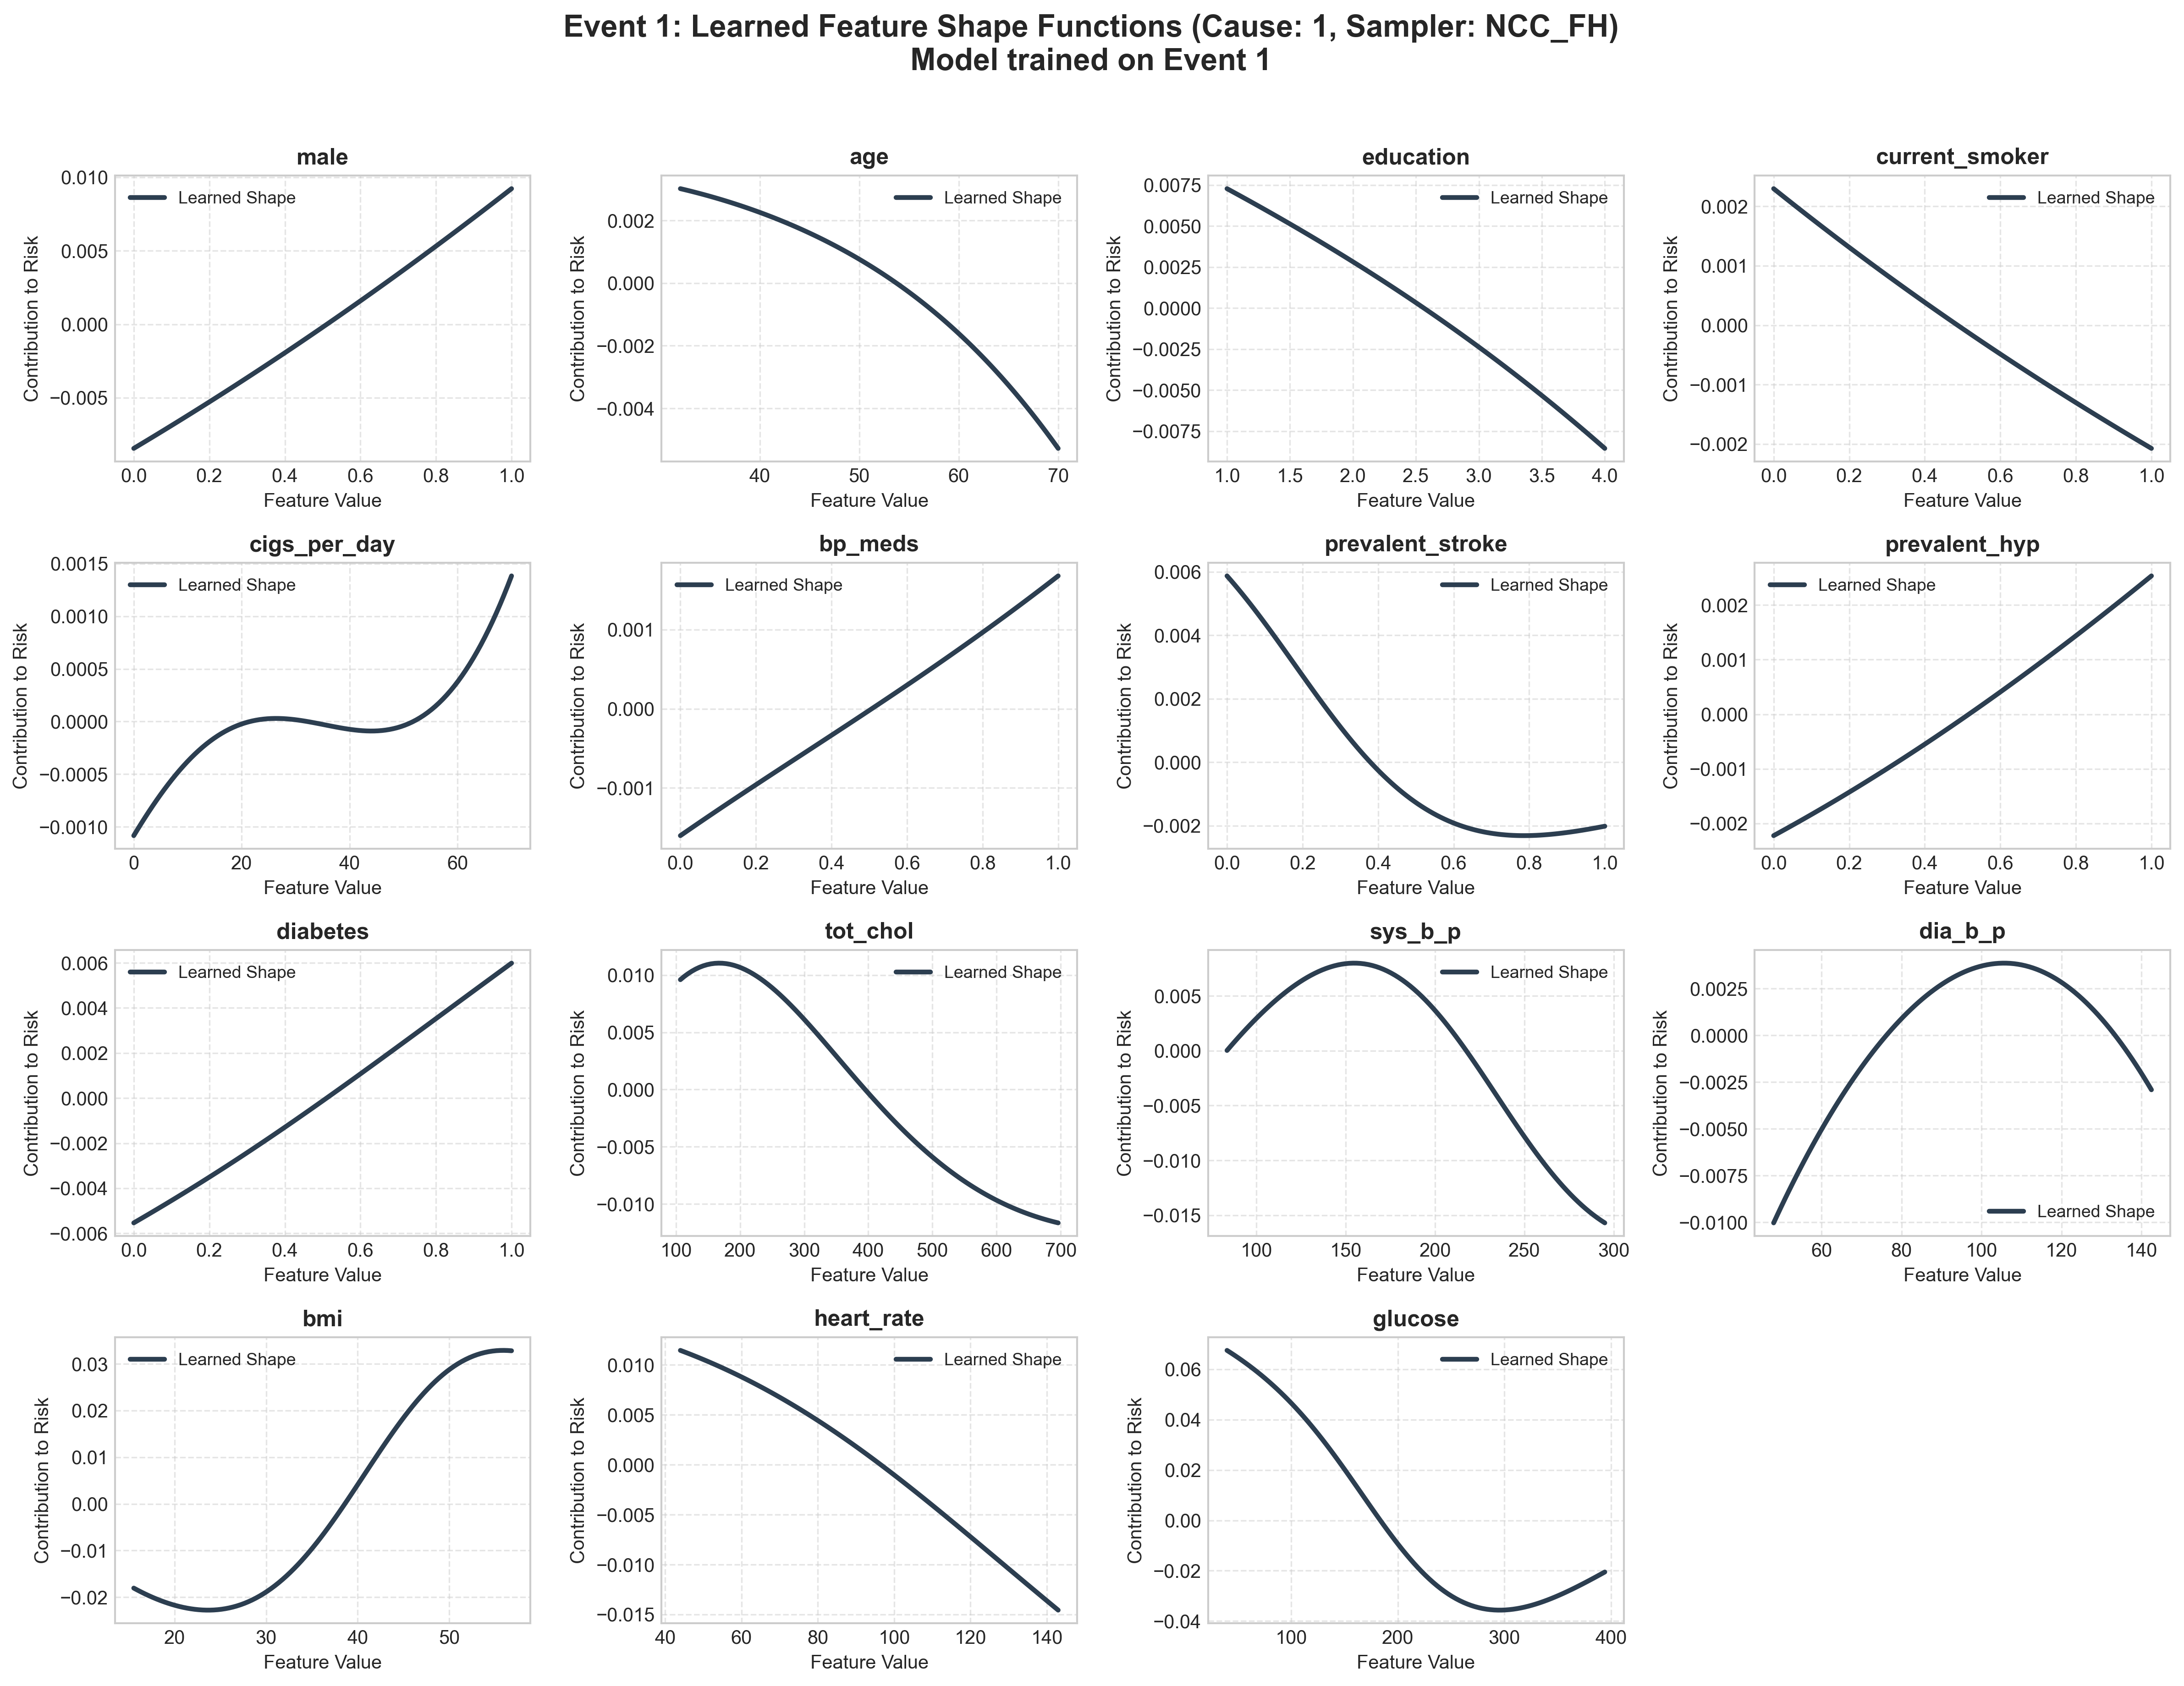 Event 1: Learned Feature Shape Functions (Cause: 1, Sampler: NCC_FH)
Model trained on Event 1
male
Learned Shape
Contribution to Risk
0.010
0.005
0.000
−0.005
0.0 0.2 0.4 0.6 0.8 1.0
Feature Value
age
Learned Shape
Contribution to Risk
0.002
0.000
−0.002
−0.004
40 50 60 70
Feature Value
education
Learned Shape
Contribution to Risk
0.0075
0.0050
0.0025
0.0000
−0.0025
−0.0050
−0.0075
1.0 1.5 2.0 2.5 3.0 3.5 4.0
Feature Value
current_smoker
Learned Shape
Contribution to Risk
0.002
0.001
0.000
−0.001
−0.002
0.0 0.2 0.4 0.6 0.8 1.0
Feature Value
cigs_per_day
Learned Shape
Contribution to Risk
0.0015
0.0010
0.0005
0.0000
−0.0005
−0.0010
0 20 40 60
Feature Value
bp_meds
Learned Shape
Contribution to Risk
0.001
0.000
−0.001
0.0 0.2 0.4 0.6 0.8 1.0
Feature Value
prevalent_stroke
Learned Shape
Contribution to Risk
0.006
0.004
0.002
0.000
−0.002
0.0 0.2 0.4 0.6 0.8 1.0
Feature Value
prevalent_hyp
Learned Shape
Contribution to Risk
0.002
0.001
0.000
−0.001
−0.002
0.0 0.2 0.4 0.6 0.8 1.0
Feature Value
diabetes
Learned Shape
Contribution to Risk
0.006
0.004
0.002
0.000
−0.002
−0.004
−0.006
0.0 0.2 0.4 0.6 0.8 1.0
Feature Value
tot_chol
Learned Shape
Contribution to Risk
0.010
0.005
0.000
−0.005
−0.010
100 200 300 400 500 600 700
Feature Value
sys_b_p
Learned Shape
Contribution to Risk
0.005
0.000
−0.005
−0.010
−0.015
100 150 200 250 300
Feature Value
dia_b_p
Learned Shape
Contribution to Risk
0.0025
0.0000
−0.0025
−0.0050
−0.0075
−0.0100
60 80 100 120 140
Feature Value
bmi
Learned Shape
Contribution to Risk
0.03
0.02
0.01
0.00
−0.01
−0.02
20 30 40 50
Feature Value
heart_rate
Learned Shape
Contribution to Risk
0.010
0.005
0.000
−0.005
−0.010
−0.015
40 60 80 100 120 140
Feature Value
glucose
Learned Shape
Contribution to Risk
0.06
0.04
0.02
0.00
−0.02
−0.04
100 200 300 400
Feature Value